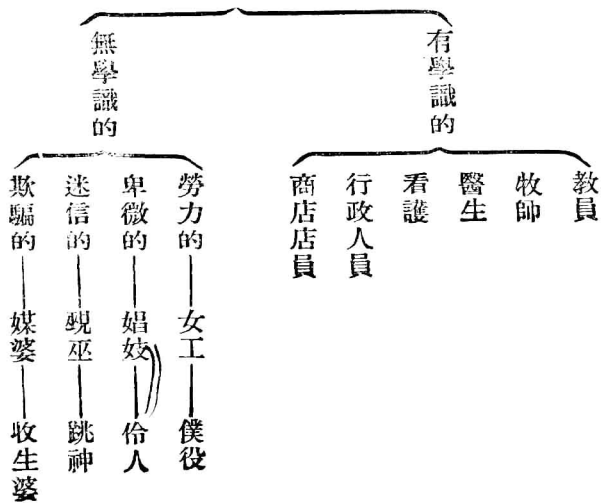 有學識的
教員
牧師
醫生
看護
行政人員
商店店員
無學識的
勞力的
女工
僕役
卑微的
娼妓
伶人
迷信的
覡巫
跳神
欺騙的
媒婆
收生婆